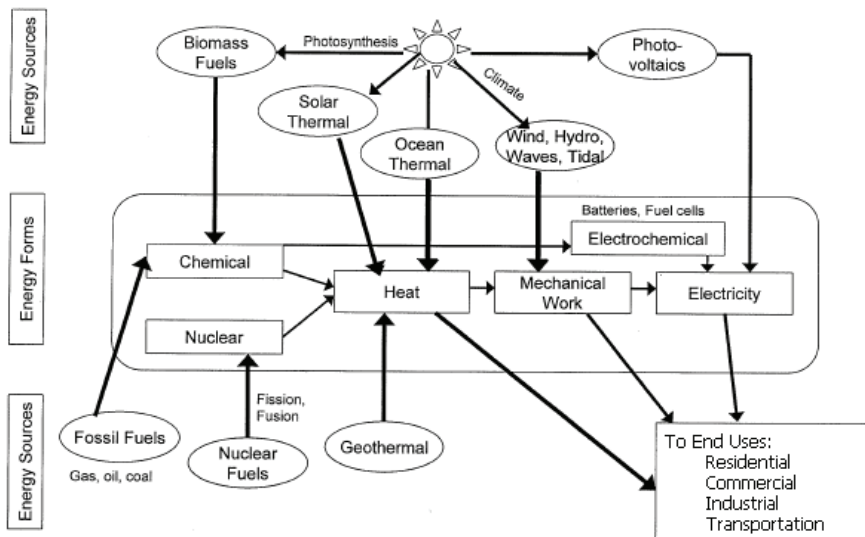 Energy Sources
Biomass
Fuels
Photosynthesis
Photo-
voltaics
Climate
Solar
Thermal
Ocean
Thermal
Wind, Hydro,
Waves, Tidal
Energy Forms
Batteries, Fuel cells
Electrochemical
Chemical
Heat
Mechanical
Work
Electricity
Nuclear
Energy Sources
Fission,
Fusion
Fossil Fuels
Gas, oil, coal
Nuclear
Fuels
Geothermal
To End Uses:
Residential
Commercial
Industrial
Transportation